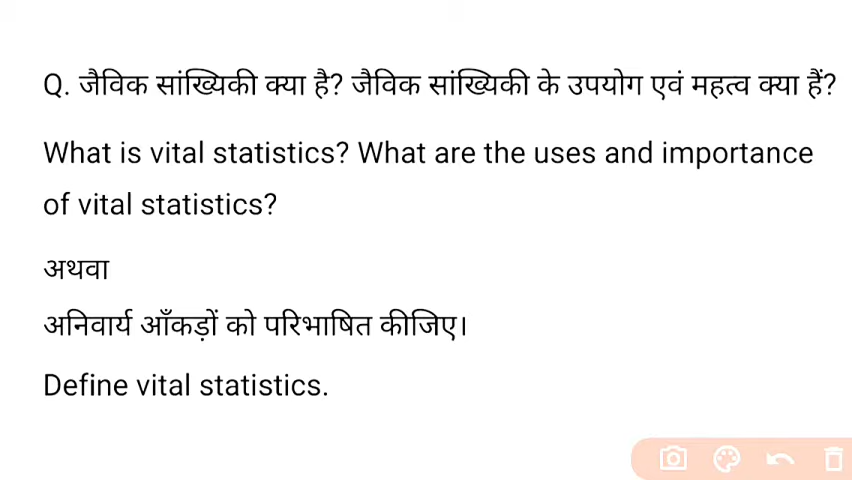 Q. जैविक सांख्यिकी क्या है? जैविक सांख्यिकी के उपयोग एवं महत्व क्या हैं?
What is vital statistics? What are the uses and importance
of vital statistics?
अथवा
अनिवार्य आँकड़ों को परिभाषित कीजिए।
Define vital statistics.